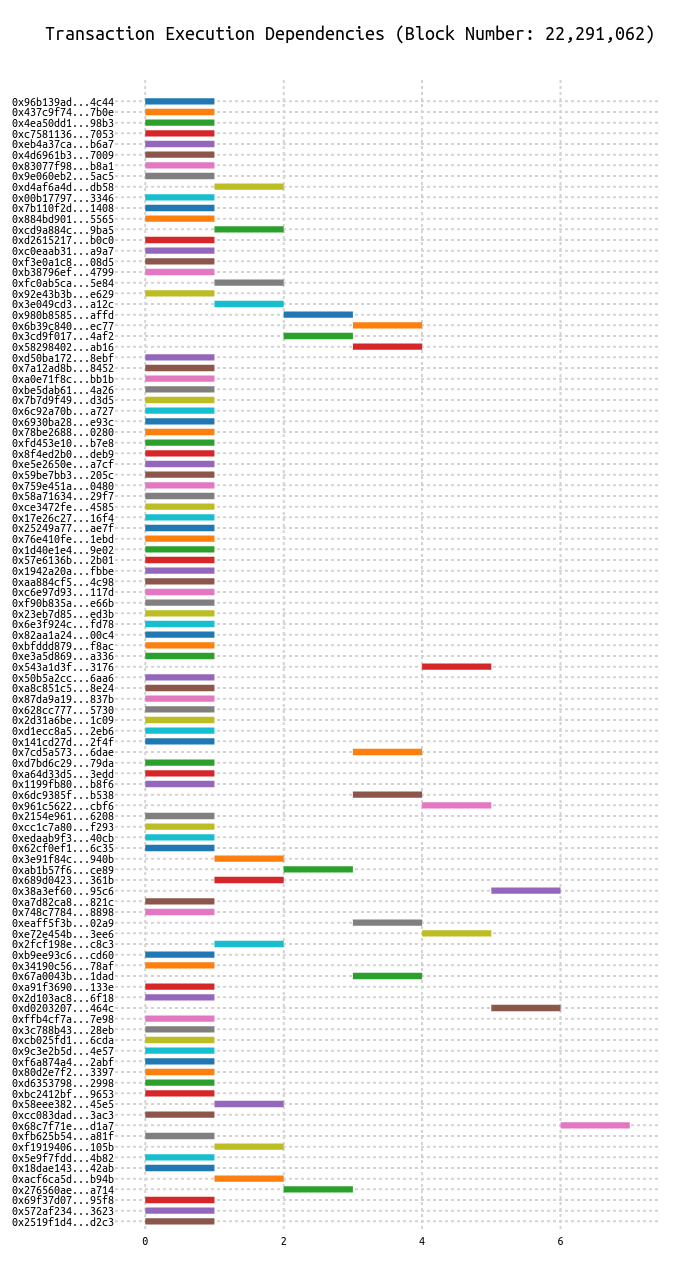 Transaction Execution Dependencies (Block Number: 22,291,062)
0x96b139ad...4c44
0x437c9f74...7b0e
0x4ea50dd1...98b3
0xc7581136...7053
0xeb4a37ca...b6a7
0x4d6961b3...7009
0x83077f98...b8a1
0x9e060eb2...5ac5
0xd4af6a4d...db58
0x00b17797...3346
0x7b110f2d...1408
0x884bd901...5565
0xcd9a884c...9ba5
0xd2615217...b0c0
0xc0eaab31...a9a7
0xf3e0a1c8...08d5
0xb38796ef...4799
0xfc0ab5ca...5e84
0x92e43b3b...e629
0x3e049cd3...a12c
0x980b8585...affd
0x6b39c840...ec77
0x3cd9f017...4af2
0x58298402...ab16
0xd50ba172...8ebf
0x7a12ad8b...8452
0xa0e71f8c...bb1b
0xbe5dab61...4a26
0x7b7d9f49...d3d5
0x6c92a70b...a727
0x6930ba28...e93c
0x78be2688...0280
0xfd453e10...b7e8
0x8f4ed2b0...deb9
0xe5e2650e...a7cf
0x59be7bb3...205c
0x759e451a...0480
0x58a71634...29f7
0xce3472fe...4585
0x17e26c27...16f4
0x25249a77...ae7f
0x76e410fe...1ebd
0x1d40e1e4...9e02
0x57e6136b...2b01
0x1942a20a...fbbe
0xaa884cf5...4c98
0xc6e97d93...117d
0xf90b835a...e66b
0x23eb7d85...ed3b
0x6e3f924c...fd78
0x82aa1a24...00c4
0xbfddd879...f8ac
0xe3a5d869...a336
0x543a1d3f...3176
0x50b5a2cc...6aa6
0xa8c851c5...8e24
0x87da9a19...837b
0x628cc777...5730
0x2d31a6be...1c09
0xd1ecc8a5...2eb6
0x141cd27d...2f4f
0x7cd5a573...6dae
0xd7bd6c29...79da
0xa64d33d5...3edd
0x1199fb80...b8f6
0x6dc9385f...b538
0x961c5622...cbf6
0x2154e961...6208
0xcc1c7a80...f293
0xedaab9f3...40cb
0x62cf0ef1...6c35
0x3e91f84c...940b
0xab1b57f6...ce89
0x689d0423...361b
0x38a3ef60...95c6
0xa7d82ca8...821c
0x748c7784...8898
0xeaff5f3b...02a9
0xe72e454b...3ee6
0x2fcf198e...c8c3
0xb9ee93c6...cd60
0x34190c56...78af
0x67a0043b...1dad
0xa91f3690...133e
0x2d103ac8...6f18
0xd0203207...464c
0xffb4cf7a...7e98
0x3c788b43...28eb
0xcb025fd1...6cda
0x9c3e2b5d...4e57
0xf6a874a4...2abf
0x80d2e7f2...3397
0xd6353798...2998
0xbc2412bf...9653
0x58eee382...45e5
0xcc083dad...3ac3
0x68c7f71e...d1a7
0xfb625b54...a81f
0xf1919406...105b
0x5e9f7fdd...4b82
0x18dae143...42ab
0xacf6ca5d...b94b
0x276560ae...a714
0x69f37d07...95f8
0x572af234...3623
0x2519f1d4...d2c3
0 2 4 6